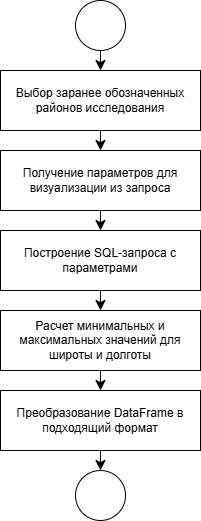 Выбор заранее обозначенных
районов исследования
Получение параметров для
визуализации из запроса
Построение SQL-запроса с
параметрами
Расчет минимальных и
максимальных значений для
широты и долготы
Преобразование DataFrame в
подходящий формат